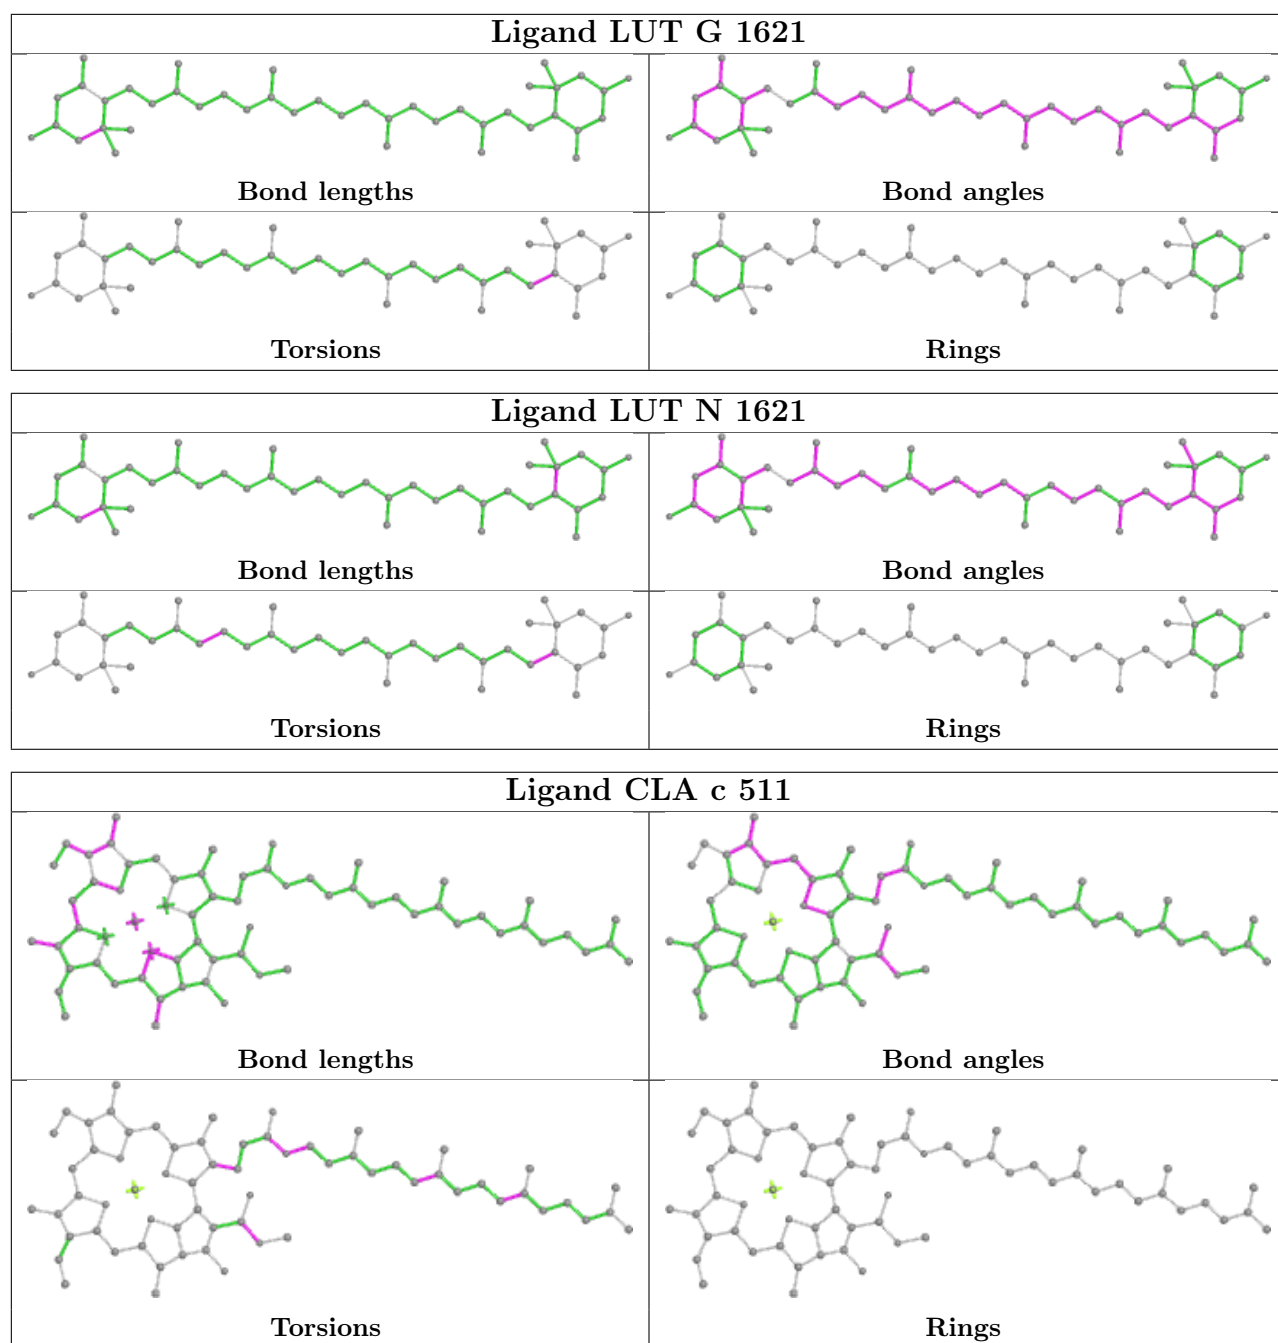 Ligand LUT G 1621
Bond lengths
Bond angles
Torsions
Rings
Ligand LUT N 1621
Bond lengths
Bond angles
Torsions
Rings
Ligand CLA c 511
Bond lengths
Bond angles
Torsions
Rings